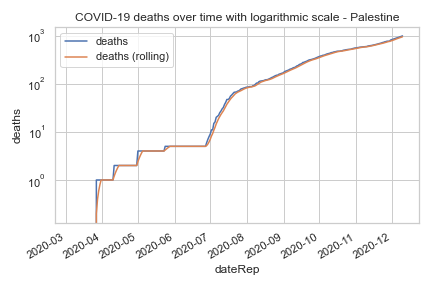 COVID-19 deaths over time with logarithmic scale - Palestine
deaths
deaths (rolling)
10³
10²
10¹
10⁰
deaths
2020-03
2020-04
2020-05
2020-06
2020-07
2020-08
2020-09
2020-10
2020-11
2020-12
dateRep